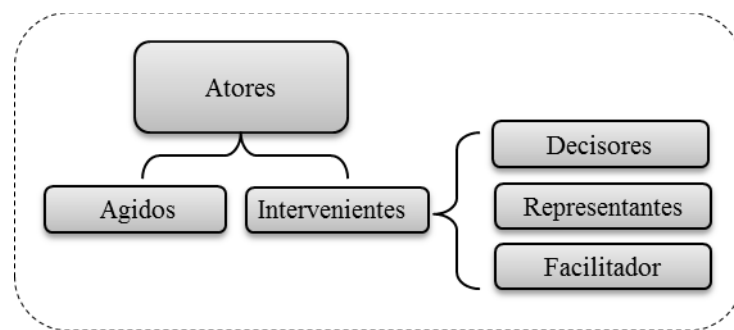 Atores
Agidos
Intervenientes
Decisores
Representantes
Facilitador